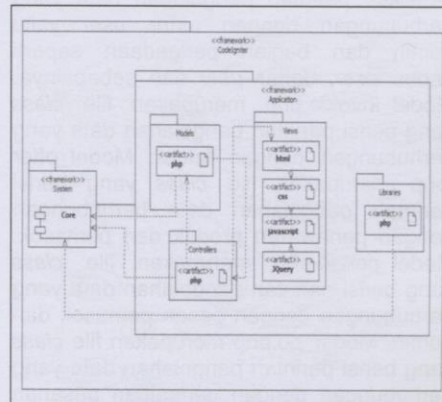 <<framework>>
CodeIgniter
<<framework>>
Application
Models
<<artifact>>
php
Views
<<artifact>>
html
<<artifact>>
css
<<artifact>>
javascript
<<artifact>>
JQuery
<<framework>>
System
Core
Libraries
<<artifact>>
php
Controllers
<<artifact>>
php